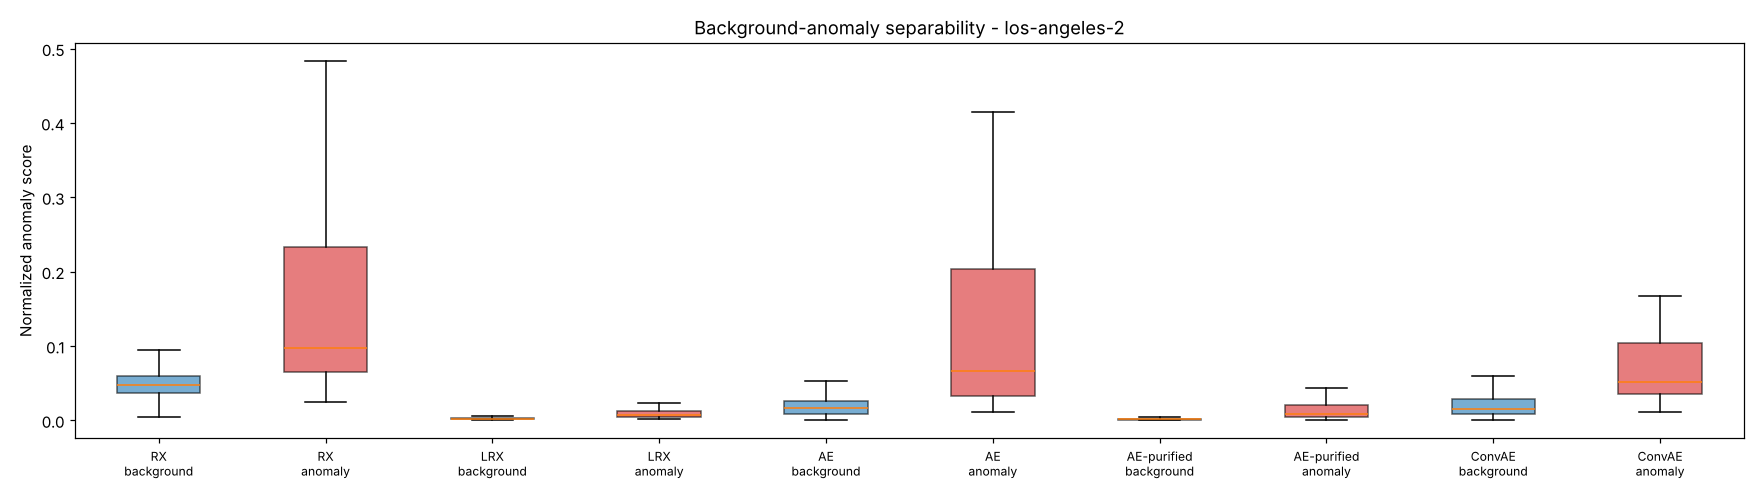 Background-anomaly separability - los-angeles-2
Normalized anomaly score
0.5
0.4
0.3
0.2
0.1
0.0
RX
background
RX
anomaly
LRX
background
LRX
anomaly
AE
background
AE
anomaly
AE-purified
background
AE-purified
anomaly
ConvAE
background
ConvAE
anomaly